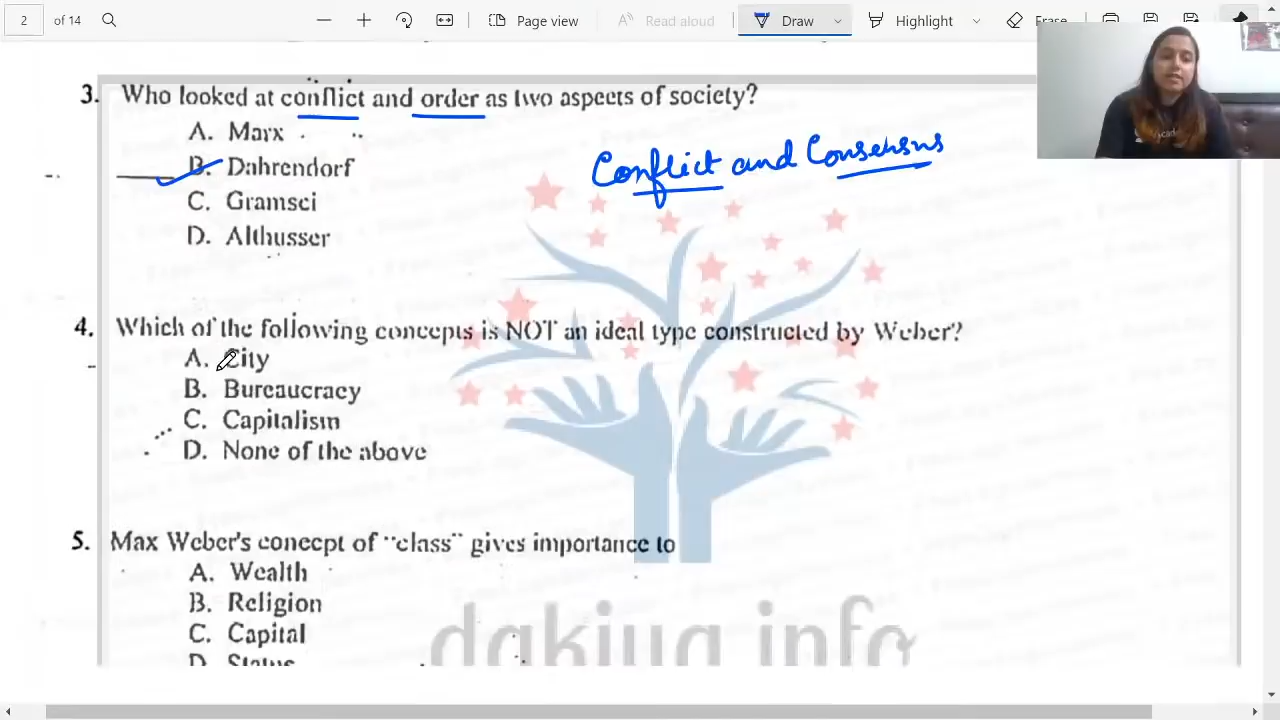 2 of 14 Page view Read aloud Draw Highlight Erase
3. Who looked at conflict and order as two aspects of society?
A. Marx
B. Dahrendorf
Conflict and Consensus
C. Gramsci
D. Althusser
4. Which of the following concepts is NOT an ideal type constructed by Weber?
A. City
B. Bureaucracy
C. Capitalism
D. None of the above
5. Max Weber's concept of "class" gives importance to
A. Wealth
B. Religion
C. Capital
D. Status
dakiya info